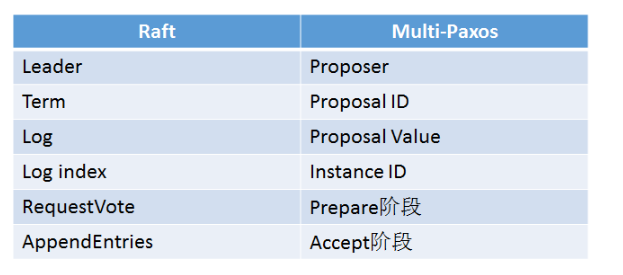 Raft Multi-Paxos
Leader Proposer
Term Proposal ID
Log Proposal Value
Log index Instance ID
RequestVote Prepare阶段
AppendEntries Accept阶段